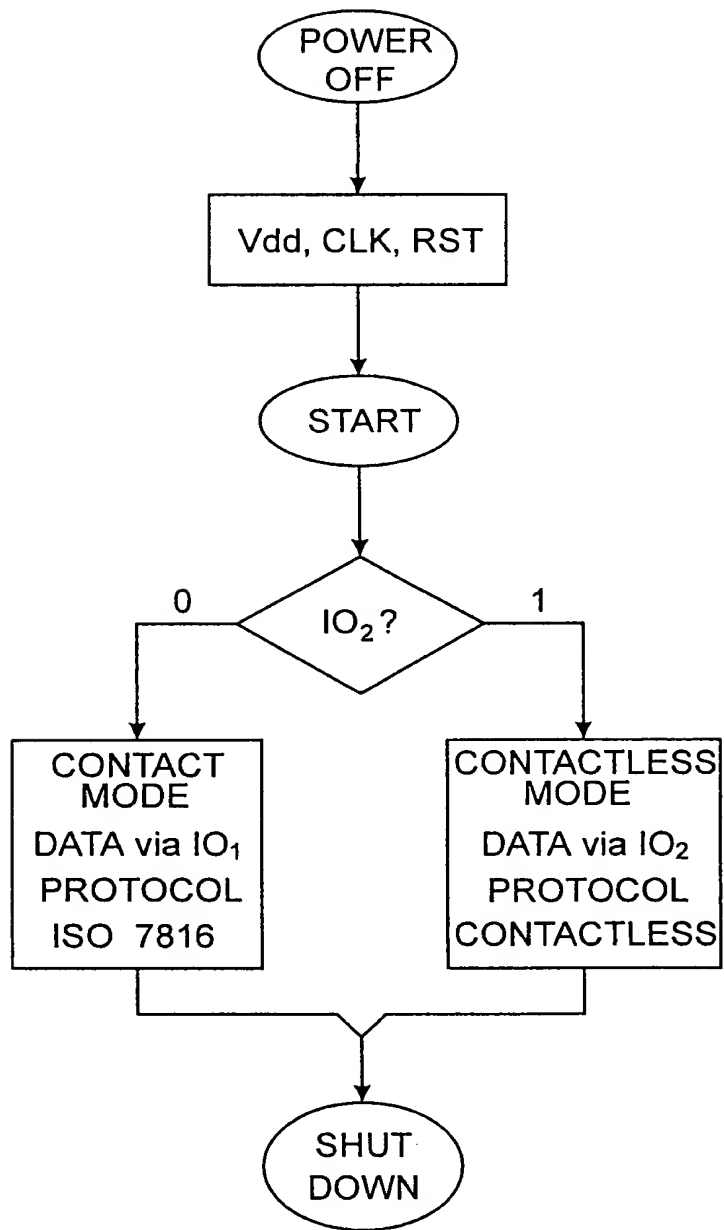 POWER
OFF
Vdd, CLK, RST
START
IO₂?
0
1
CONTACT
MODE
DATA via IO₁
PROTOCOL
ISO 7816
CONTACTLESS
MODE
DATA via IO₂
PROTOCOL
CONTACTLESS
SHUT
DOWN